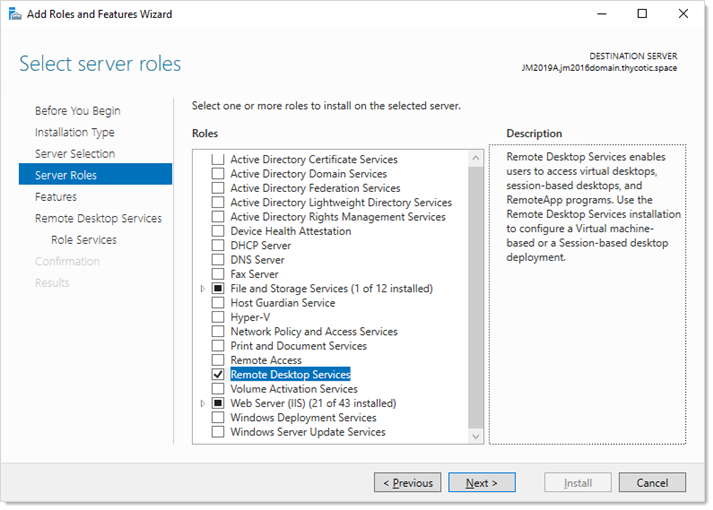 Add Roles and Features Wizard
Select server roles
DESTINATION SERVER
JM2019A.jm2016domain.thycotic.space
Before You Begin
Installation Type
Server Selection
Server Roles
Features
Remote Desktop Services
Role Services
Confirmation
Results
Select one or more roles to install on the selected server.
Roles
Active Directory Certificate Services
Active Directory Domain Services
Active Directory Federation Services
Active Directory Lightweight Directory Services
Active Directory Rights Management Services
Device Health Attestation
DHCP Server
DNS Server
Fax Server
File and Storage Services (1 of 12 installed)
Host Guardian Service
Hyper-V
Network Policy and Access Services
Print and Document Services
Remote Access
Remote Desktop Services
Volume Activation Services
Web Server (IIS) (21 of 43 installed)
Windows Deployment Services
Windows Server Update Services
Description
Remote Desktop Services enables
users to access virtual desktops,
session-based desktops, and
RemoteApp programs. Use the
Remote Desktop Services installation
to configure a Virtual machine-
based or a Session-based desktop
deployment.
< Previous
Next >
Install
Cancel